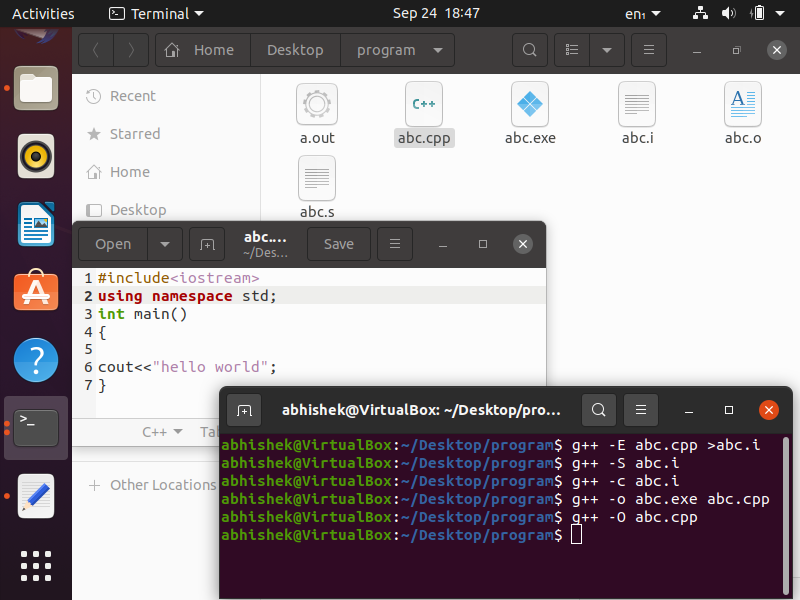 Activities Terminal Sep 24 18:47 en₁
Home Desktop program
Recent
Starred
Home
Desktop
Other Locations
a.out abc.cpp abc.exe abc.i abc.o
abc.s
Open abc.... Save
~/Des...
1 #include<iostream>
2 using namespace std;
3 int main()
4 {
5
6 cout<<"hello world";
7 }
C++ Tal
abhishek@VirtualBox: ~/Desktop/pro...
abhishek@VirtualBox:~/Desktop/program$ g++ -E abc.cpp >abc.i
abhishek@VirtualBox:~/Desktop/program$ g++ -S abc.i
abhishek@VirtualBox:~/Desktop/program$ g++ -c abc.i
abhishek@VirtualBox:~/Desktop/program$ g++ -o abc.exe abc.cpp
abhishek@VirtualBox:~/Desktop/program$ g++ -O abc.cpp
abhishek@VirtualBox:~/Desktop/program$